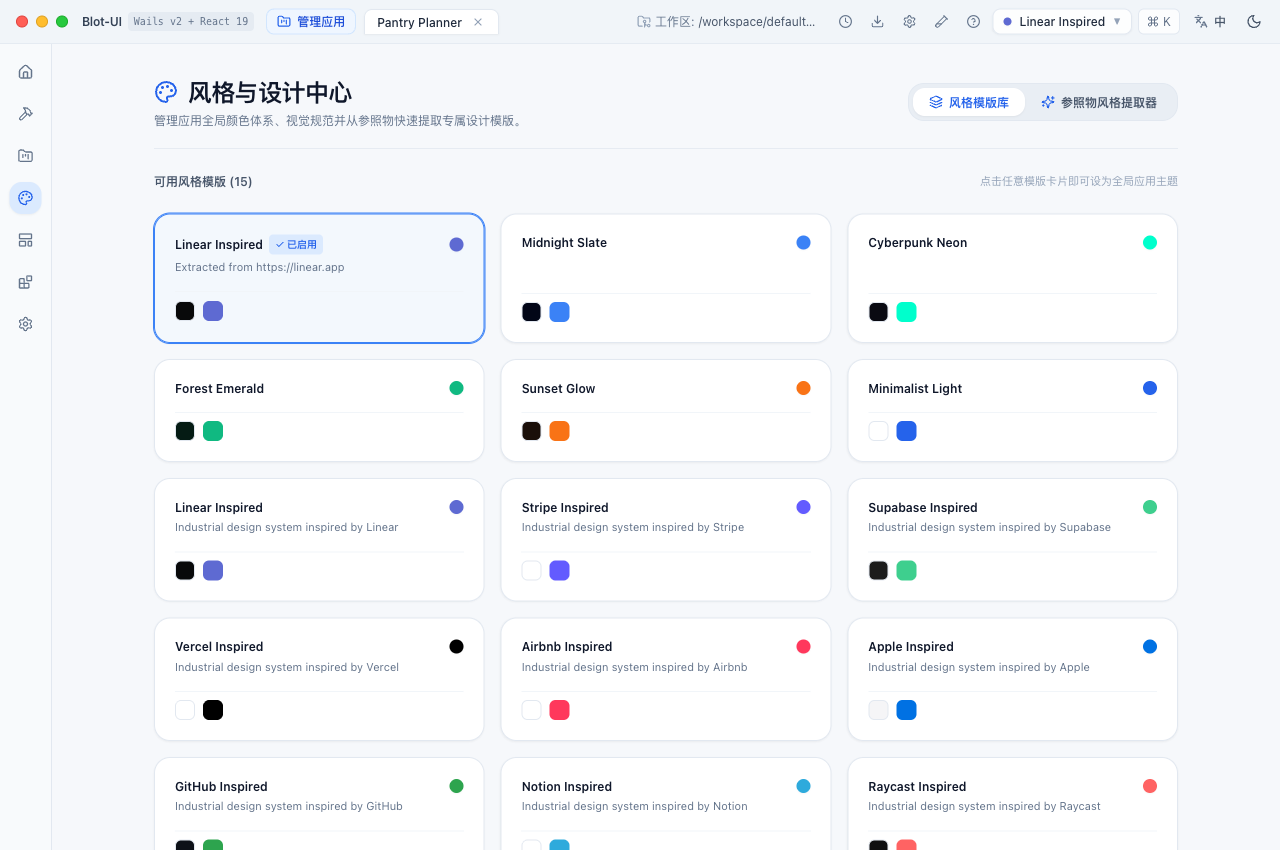 Blot-UI
Wails v2 + React 19
管理应用
Pantry Planner
工作区: /workspace/default...
Linear Inspired
⌘ K
中
风格与设计中心
管理应用全局颜色体系、视觉规范并从参照物快速提取专属设计模版。
风格模版库
参照物风格提取器
可用风格模版 (15)
点击任意模版卡片即可设为全局应用主题
Linear Inspired
已启用
Extracted from https://linear.app
Midnight Slate
Cyberpunk Neon
Forest Emerald
Sunset Glow
Minimalist Light
Linear Inspired
Industrial design system inspired by Linear
Stripe Inspired
Industrial design system inspired by Stripe
Supabase Inspired
Industrial design system inspired by Supabase
Vercel Inspired
Industrial design system inspired by Vercel
Airbnb Inspired
Industrial design system inspired by Airbnb
Apple Inspired
Industrial design system inspired by Apple
GitHub Inspired
Industrial design system inspired by GitHub
Notion Inspired
Industrial design system inspired by Notion
Raycast Inspired
Industrial design system inspired by Raycast